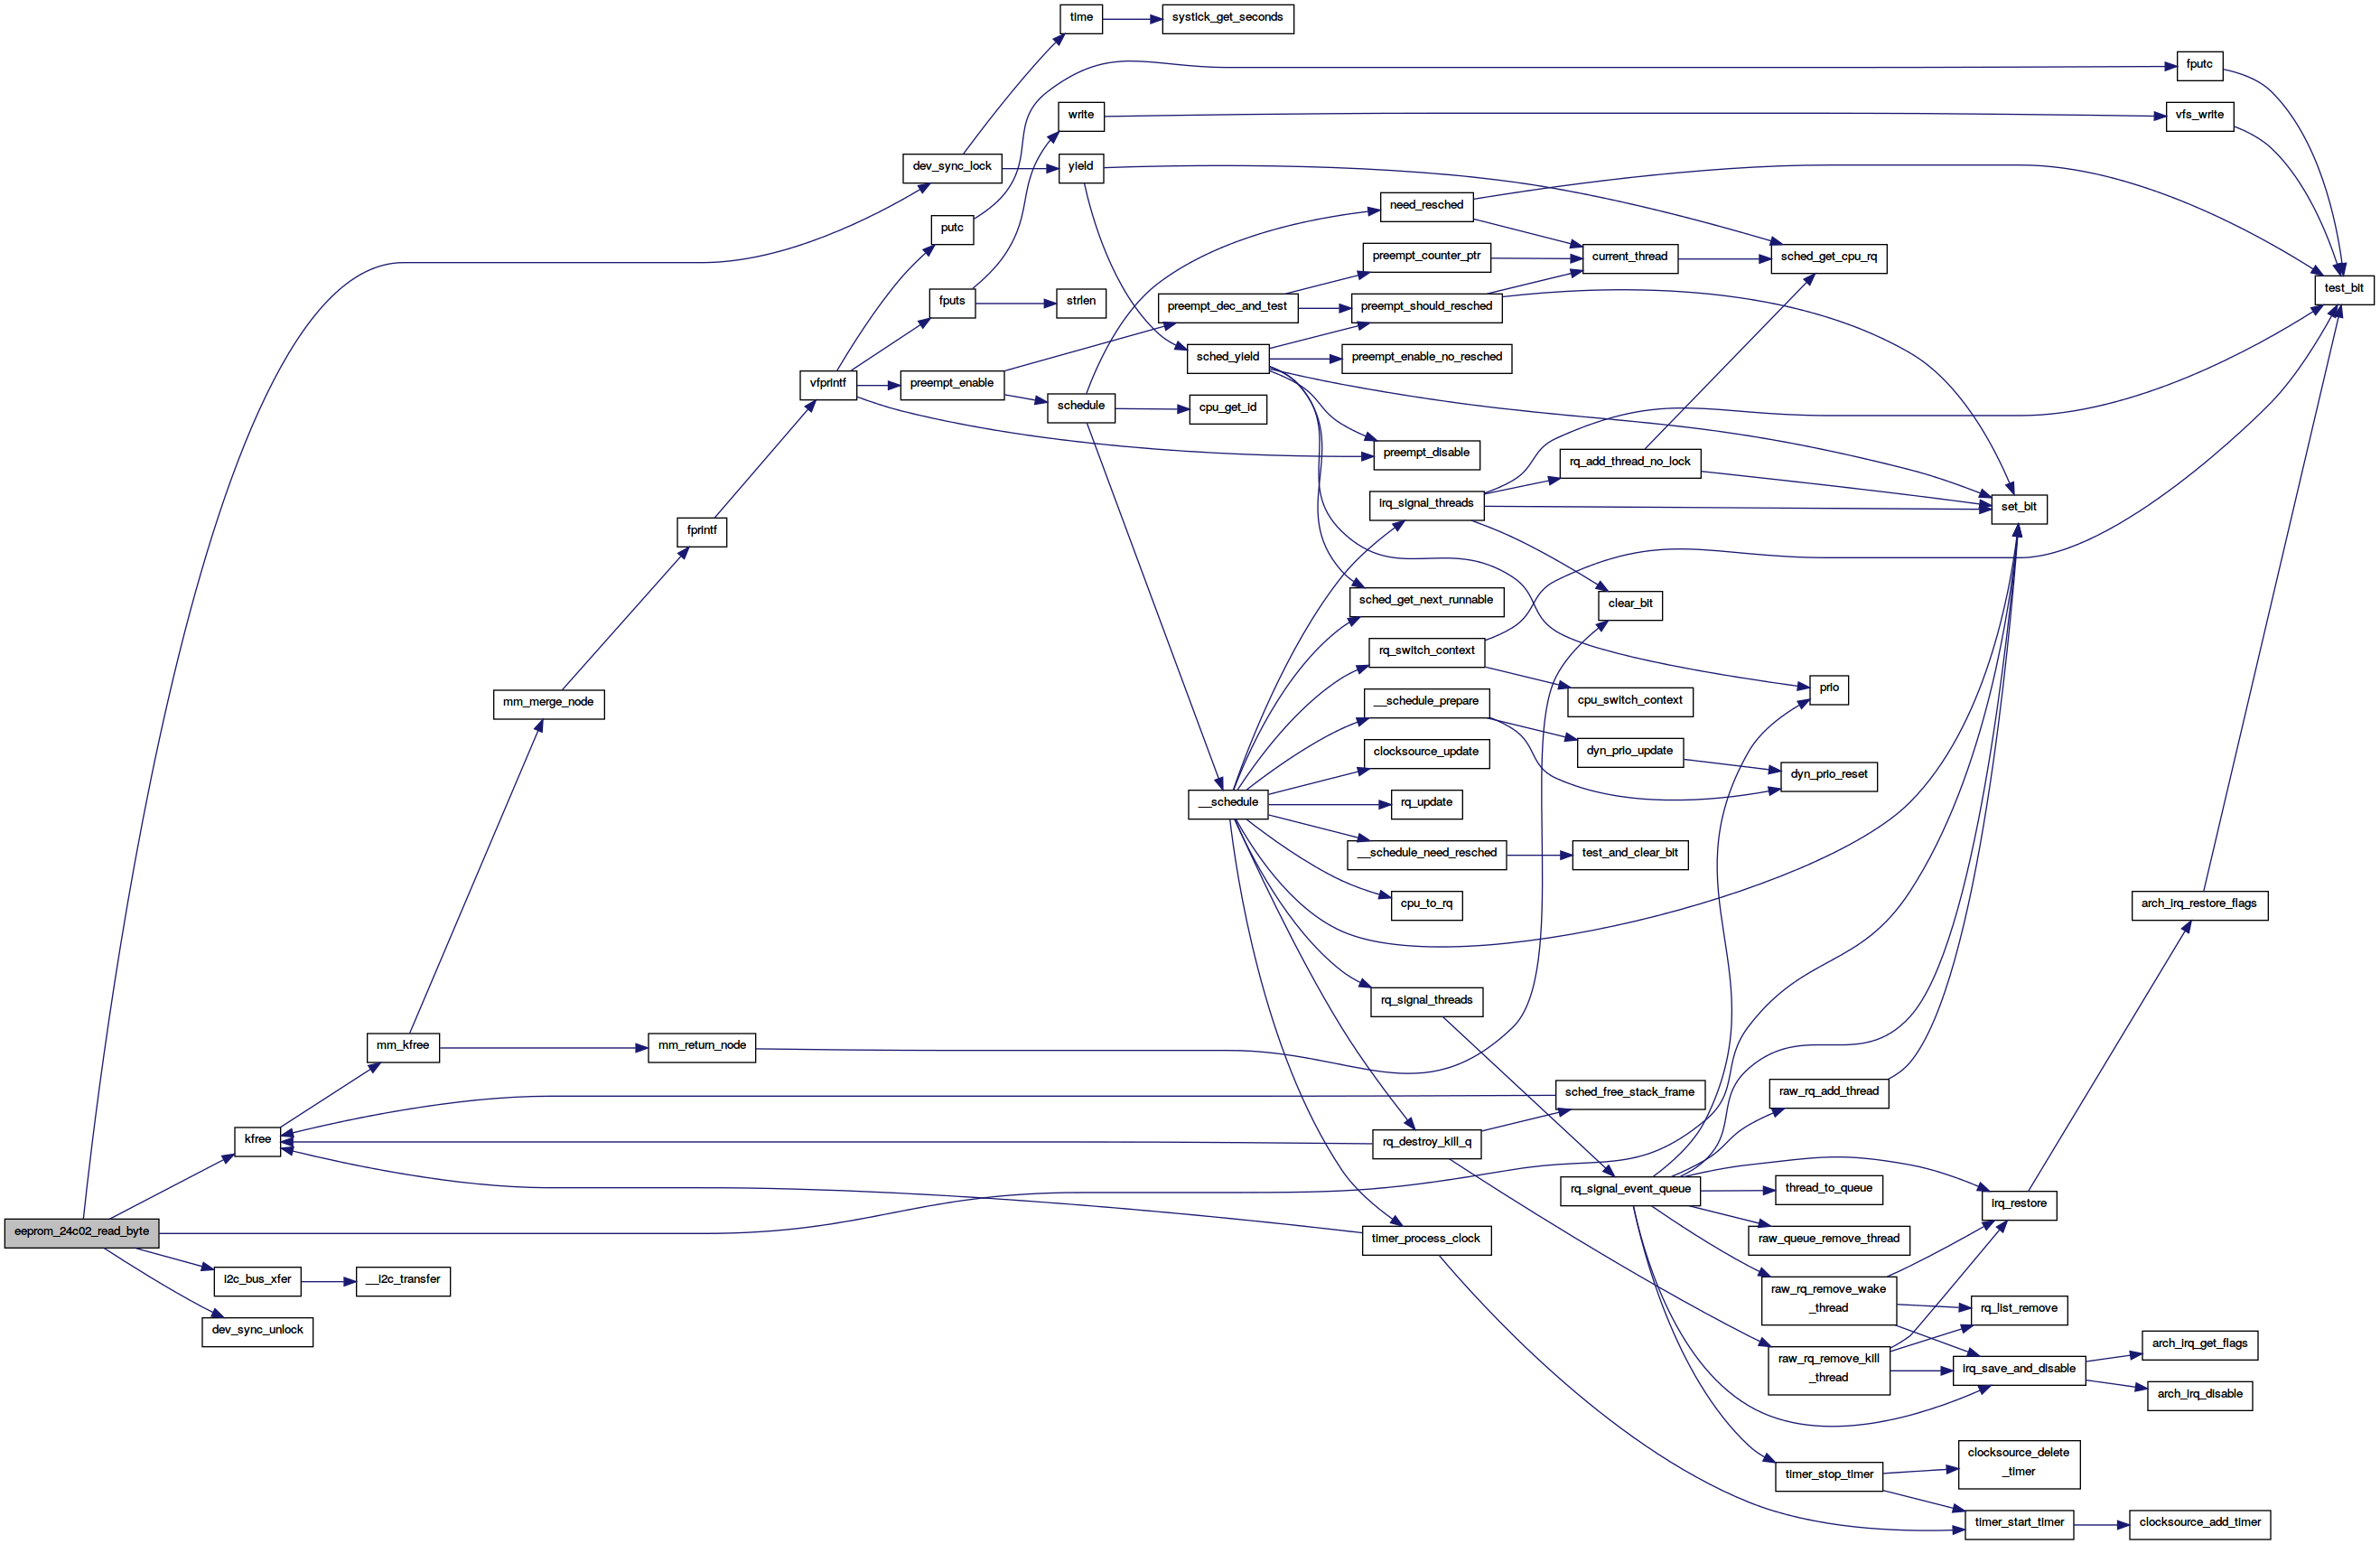 time
systick_get_seconds
fputc
write
vfs_write
dev_sync_lock
yield
need_resched
putc
preempt_counter_ptr
current_thread
sched_get_cpu_rq
test_bit
fputs
strlen
preempt_dec_and_test
preempt_should_resched
sched_yield
preempt_enable_no_resched
vfprintf
preempt_enable
schedule
cpu_get_id
preempt_disable
rq_add_thread_no_lock
irq_signal_threads
set_bit
fprintf
sched_get_next_runnable
clear_bit
rq_switch_context
prio
cpu_switch_context
mm_merge_node
__schedule_prepare
clocksource_update
dyn_prio_update
dyn_prio_reset
__schedule
rq_update
__schedule_need_resched
test_and_clear_bit
cpu_to_rq
arch_irq_restore_flags
rq_signal_threads
mm_kfree
mm_return_node
sched_free_stack_frame
raw_rq_add_thread
kfree
rq_destroy_kill_q
rq_signal_event_queue
thread_to_queue
irq_restore
eeprom_24c02_read_byte
timer_process_clock
raw_queue_remove_thread
i2c_bus_xfer
__i2c_transfer
raw_rq_remove_wake
_thread
rq_list_remove
dev_sync_unlock
arch_irq_get_flags
raw_rq_remove_kill
_thread
irq_save_and_disable
arch_irq_disable
clocksource_delete
_timer
timer_stop_timer
timer_start_timer
clocksource_add_timer